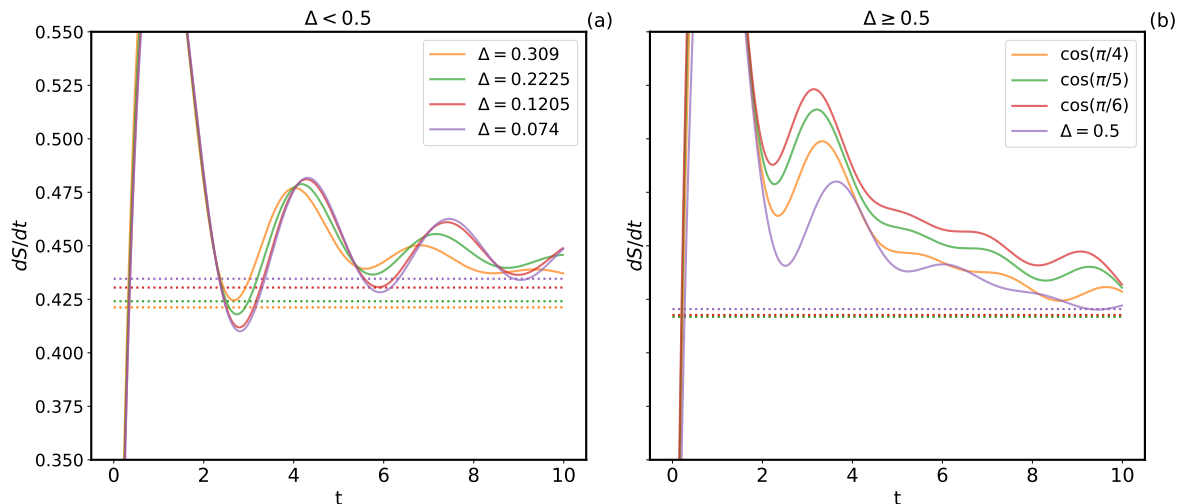 Δ < 0.5
(a)
0.550
0.525
0.500
0.475
0.450
0.425
0.400
0.375
0.350
dS/dt
Δ = 0.309
Δ = 0.2225
Δ = 0.1205
Δ = 0.074
0
2
4
6
8
10
t
Δ ≥ 0.5
(b)
dS/dt
cos(π/4)
cos(π/5)
cos(π/6)
Δ = 0.5
0
2
4
6
8
10
t